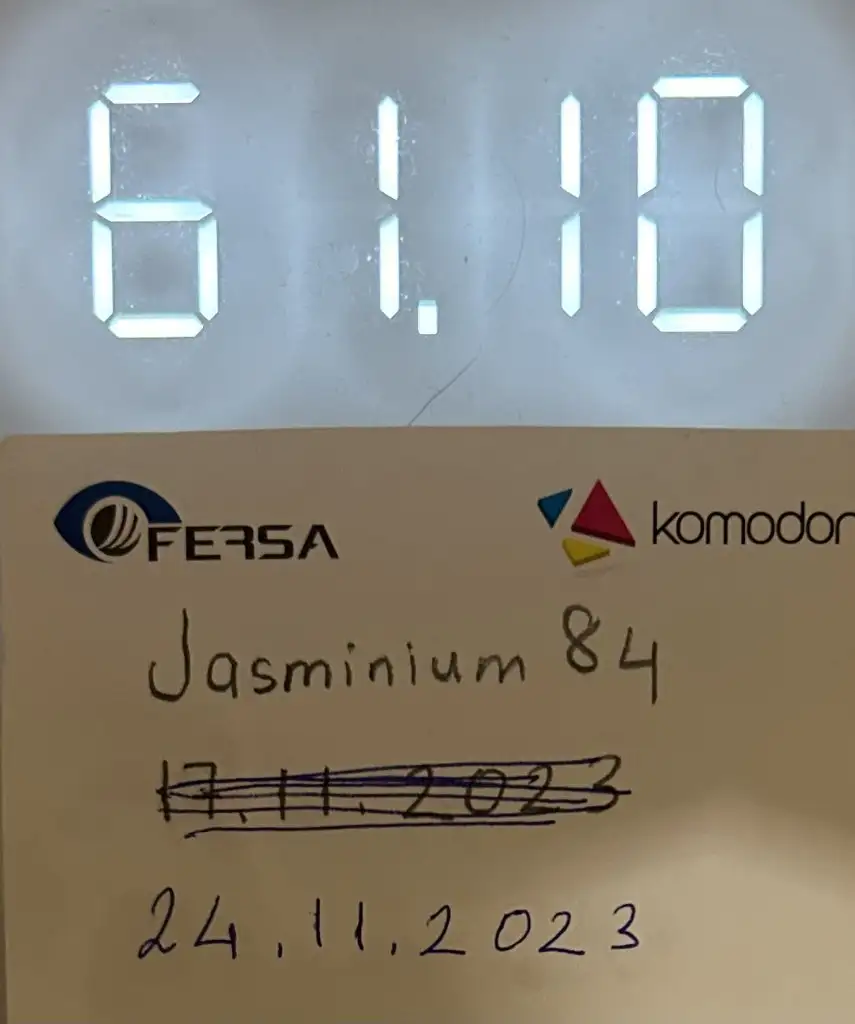 61.10
FERSA komodor
Jasminium 84
17.11.2023
24.11.2023